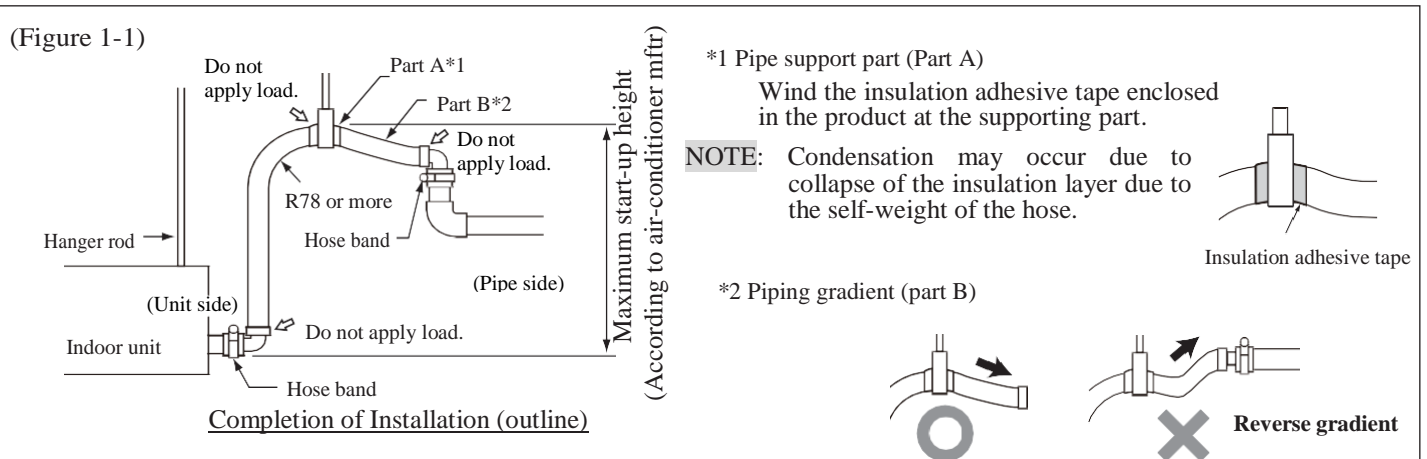 (Figure 1-1)
Do not
apply load.
Part A*1
Part B*2
Do not
apply load.
R78 or more
Hose band
Hanger rod
(Pipe side)
(Unit side)
Do not apply load.
Indoor unit
Hose band
Completion of Installation (outline)
Maximum start-up height
(According to air-conditioner mftr)
*1 Pipe support part (Part A)
Wind the insulation adhesive tape enclosed
in the product at the supporting part.
NOTE: Condensation may occur due to
collapse of the insulation layer due to
the self-weight of the hose.
Insulation adhesive tape
*2 Piping gradient (part B)
Reverse gradient